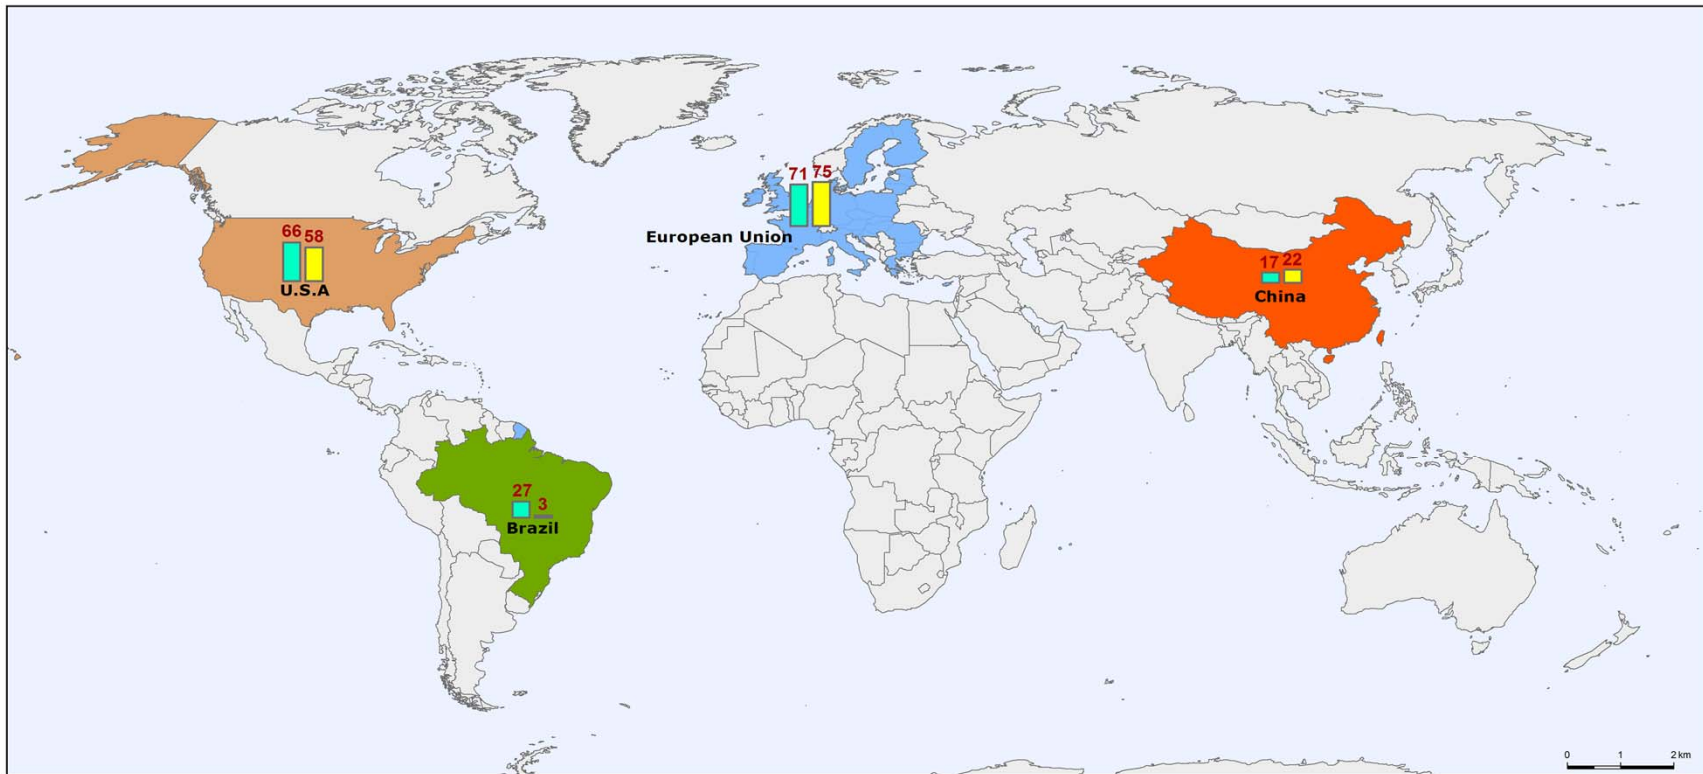 71 75
European Union
66 58
U.S.A
17 22
China
27 3
Brazil
0 1 2 km